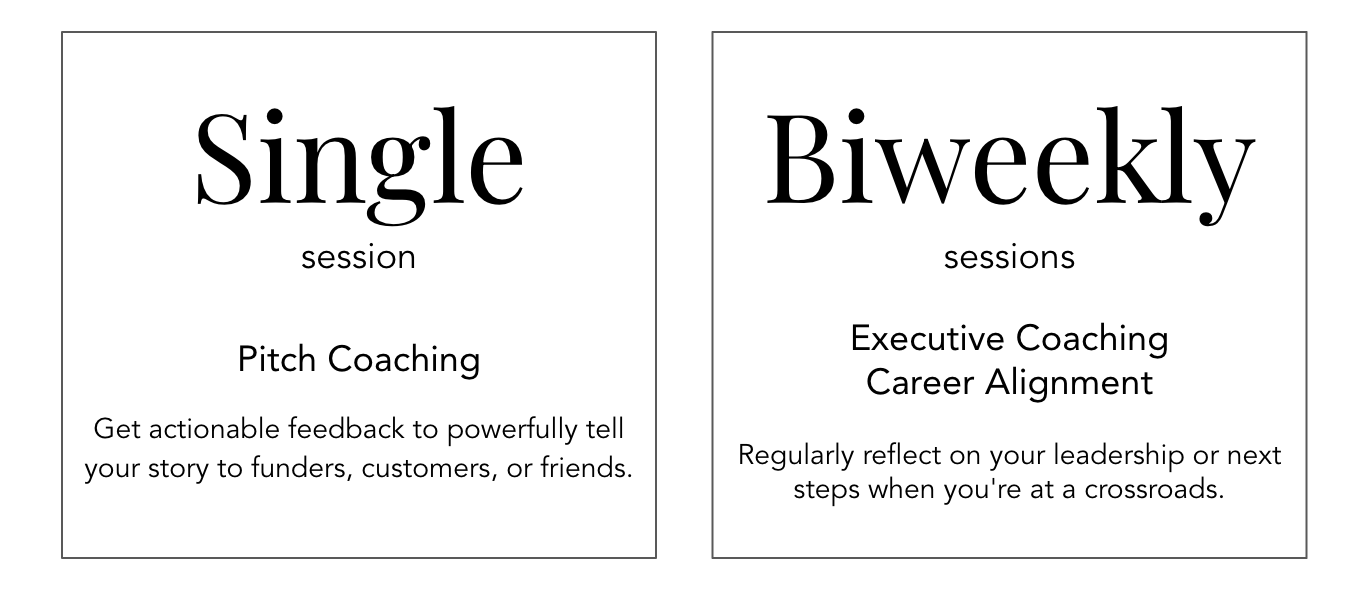 Single
session
Pitch Coaching
Get actionable feedback to powerfully tell
your story to funders, customers, or friends.
Biweekly
sessions
Executive Coaching
Career Alignment
Regularly reflect on your leadership or next
steps when you're at a crossroads.